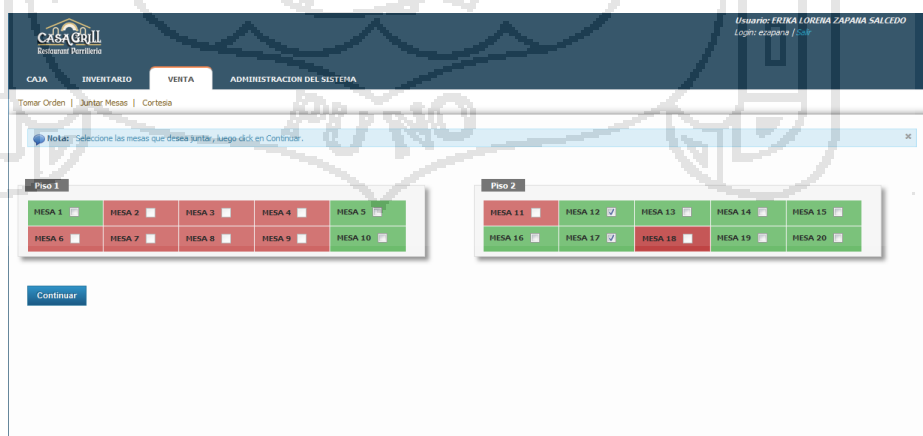 CASAGRILL
Restaurant Parrilleria
Usuario: ERIKA LORENA ZAPANA SALCEDO
Login: ezapana | Salir
CAJA INVENTARIO VENTA ADMINISTRACION DEL SISTEMA
Tomar Orden | Juntar Mesas | Cortesia
Nota: Seleccione las mesas que desea juntar, luego click en Continuar.
Piso 1
MESA 1 MESA 2 MESA 3 MESA 4 MESA 5
MESA 6 MESA 7 MESA 8 MESA 9 MESA 10
Piso 2
MESA 11 MESA 12 MESA 13 MESA 14 MESA 15
MESA 16 MESA 17 MESA 18 MESA 19 MESA 20
Continuar